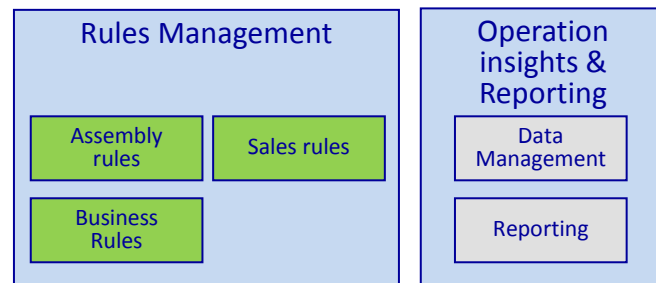 Rules Management
Assembly
rules
Sales rules
Business
Rules
Operation
insights &
Reporting
Data
Management
Reporting